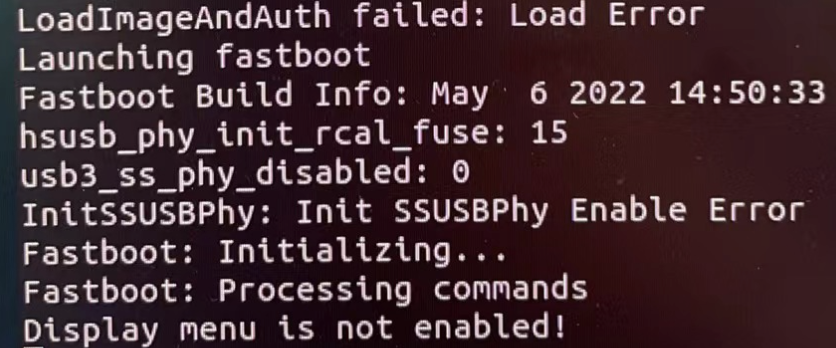 LoadImageAndAuth failed: Load Error
Launching fastboot
Fastboot Build Info: May  6 2022 14:50:33
hsusb_phy_init_rcal_fuse: 15
usb3_ss_phy_disabled: 0
InitSSUSBPhy: Init SSUSBPhy Enable Error
Fastboot: Initializing...
Fastboot: Processing commands
Display menu is not enabled!